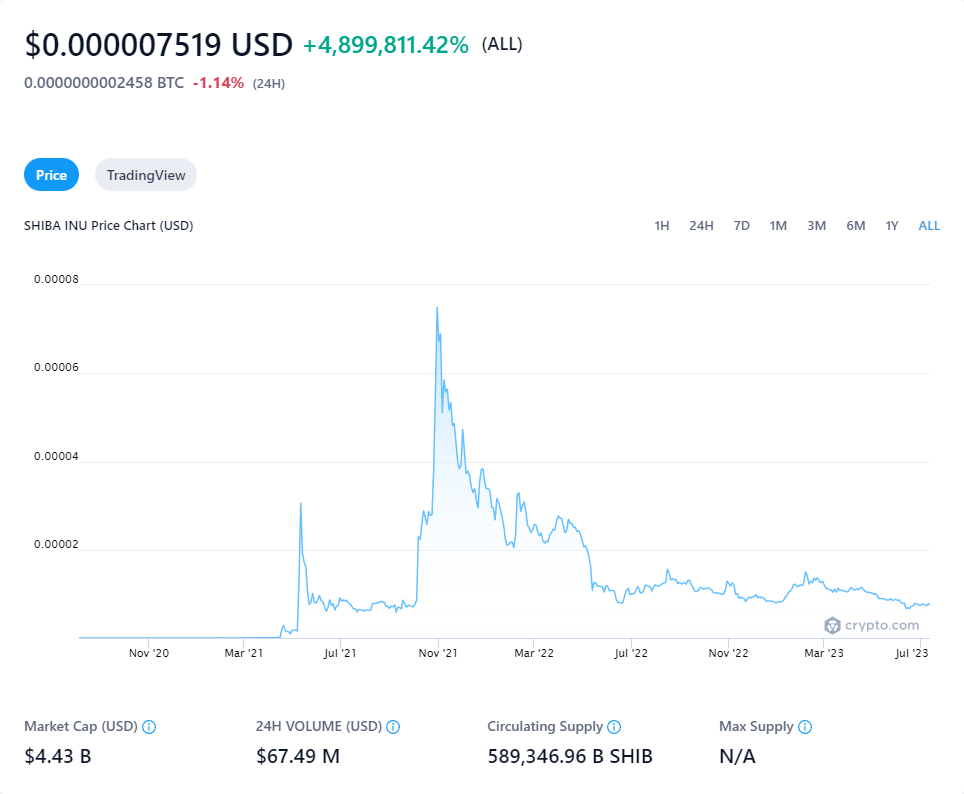 $0.000007519 USD +4,899,811.42% (ALL)
0.0000000002458 BTC -1.14% (24H)
Price TradingView
SHIBA INU Price Chart (USD) 1H 24H 7D 1M 3M 6M 1Y ALL
0.00008
0.00006
0.00004
0.00002
crypto.com
Nov '20 Mar '21 Jul '21 Nov '21 Mar '22 Jul '22 Nov '22 Mar '23 Jul '23
Market Cap (USD) 24H VOLUME (USD) Circulating Supply Max Supply
$4.43 B $67.49 M 589,346.96 B SHIB N/A